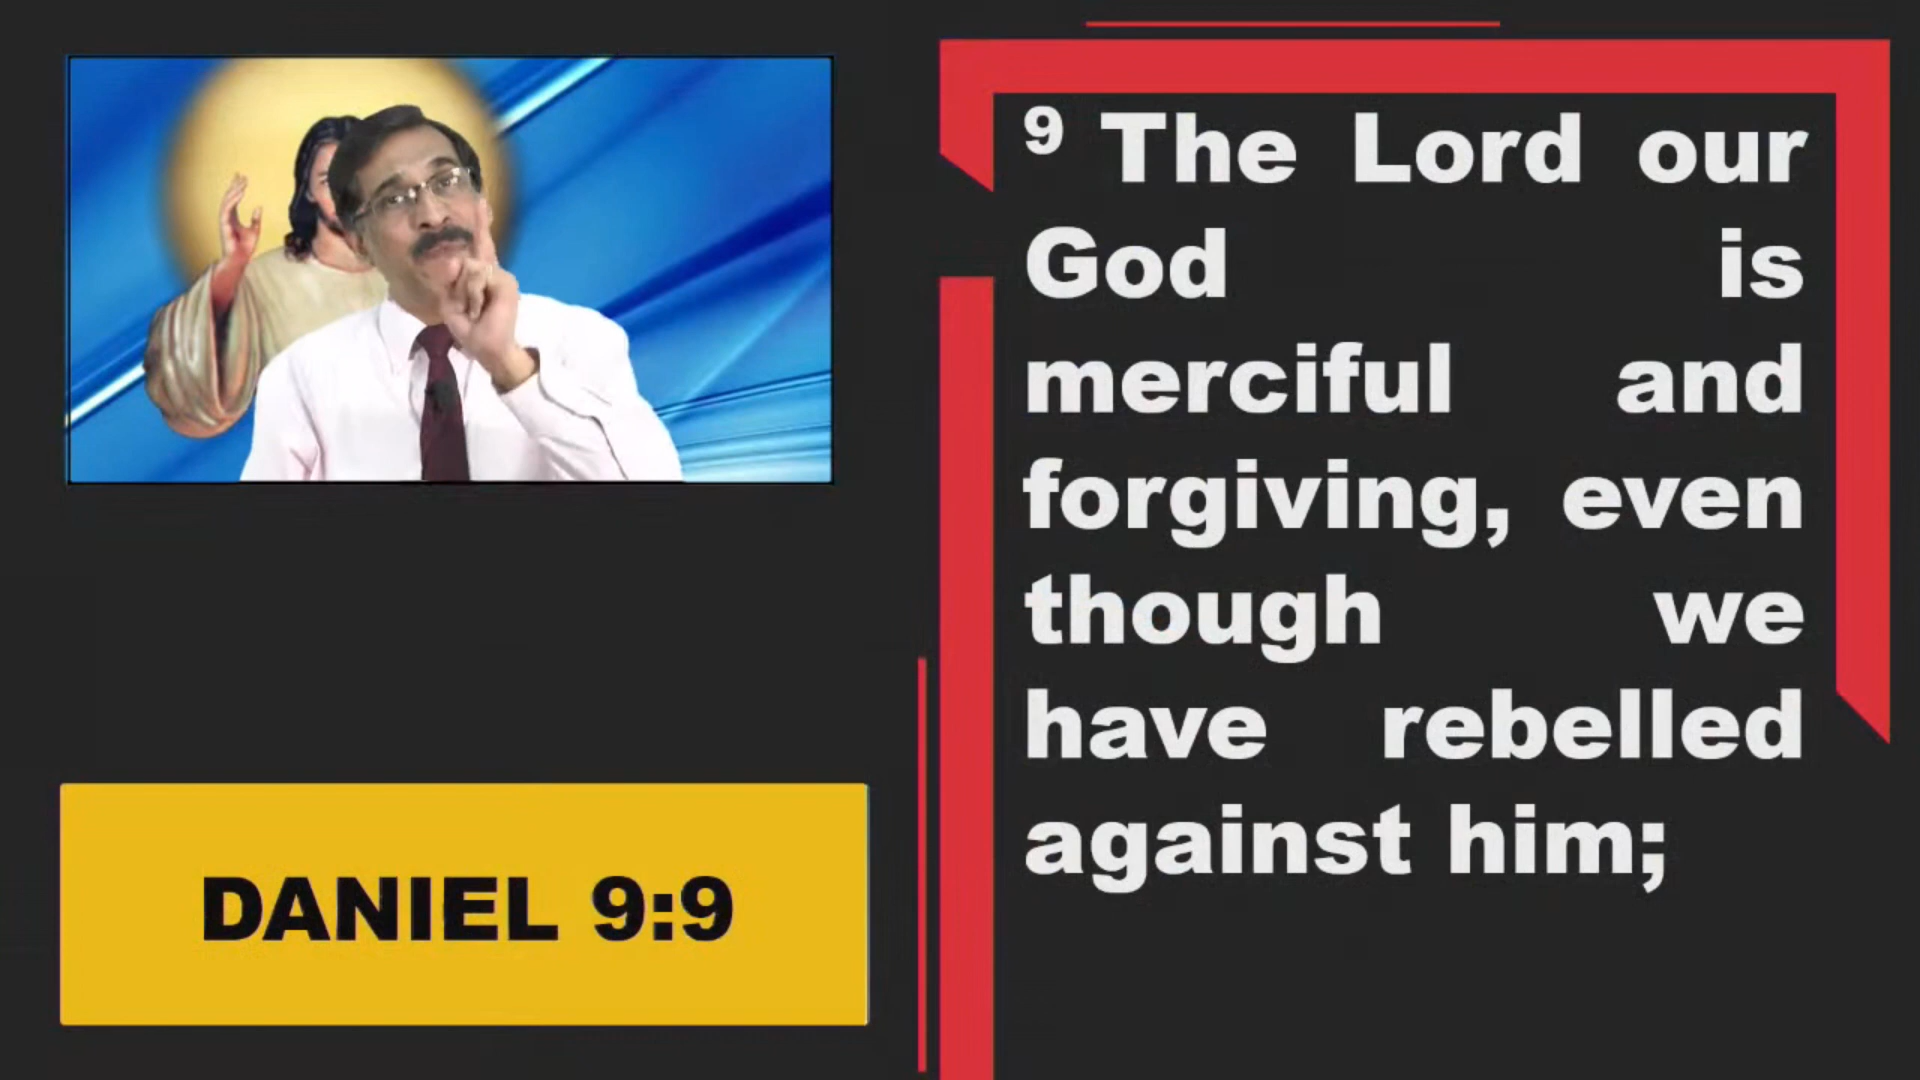 ⁹ The Lord our
God is
merciful and
forgiving, even
though we
have rebelled
against him;
DANIEL 9:9